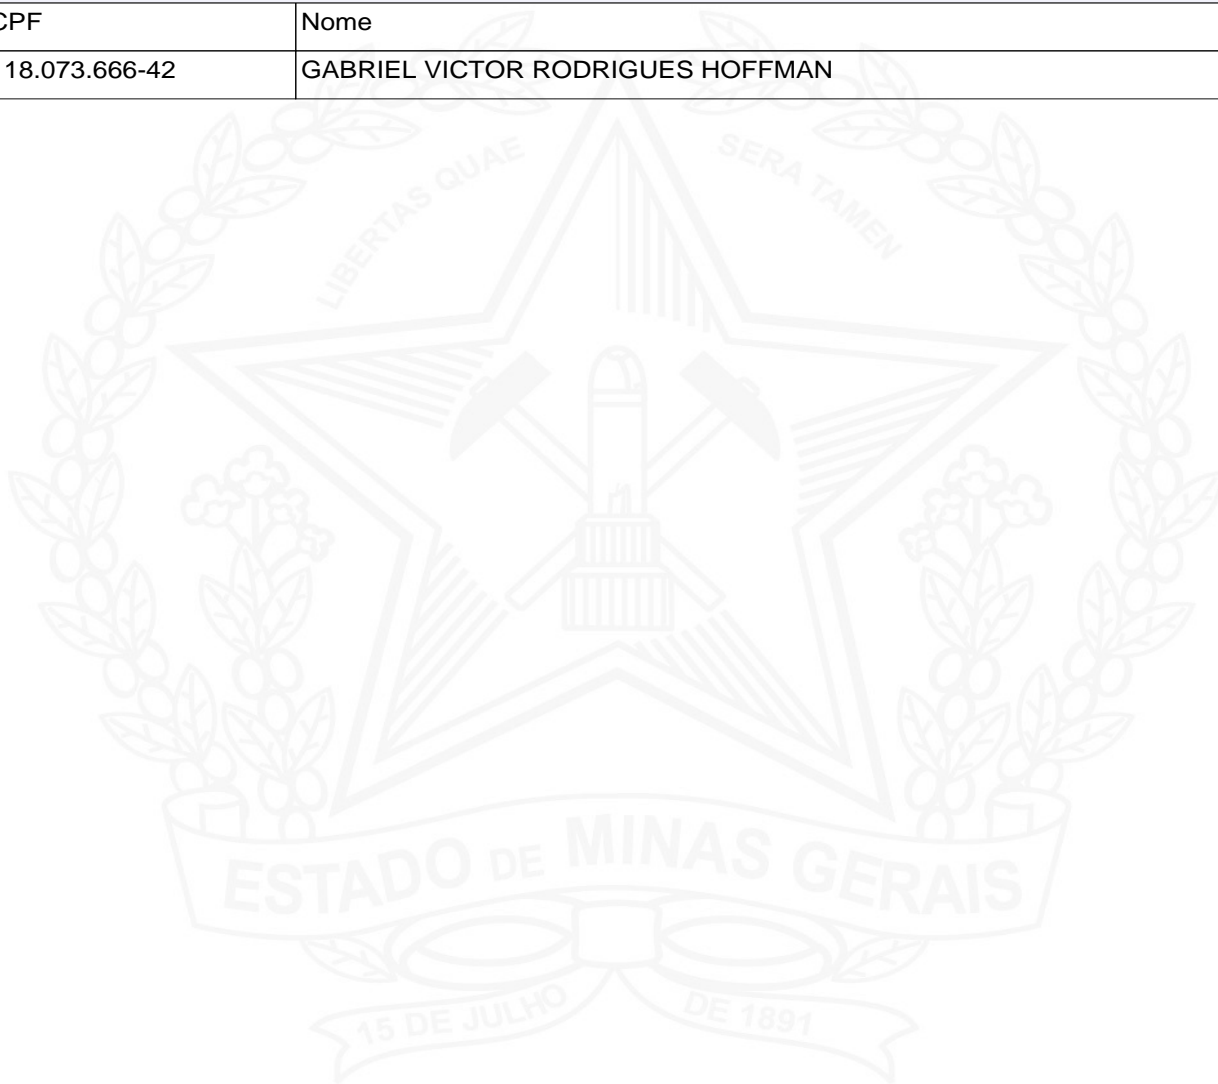 CPF Nome
18.073.666-42 GABRIEL VICTOR RODRIGUES HOFFMAN
LIBERTAS QUAE SERA TAMEN
ESTADO DE MINAS GERAIS
15 DE JULHO DE 1891